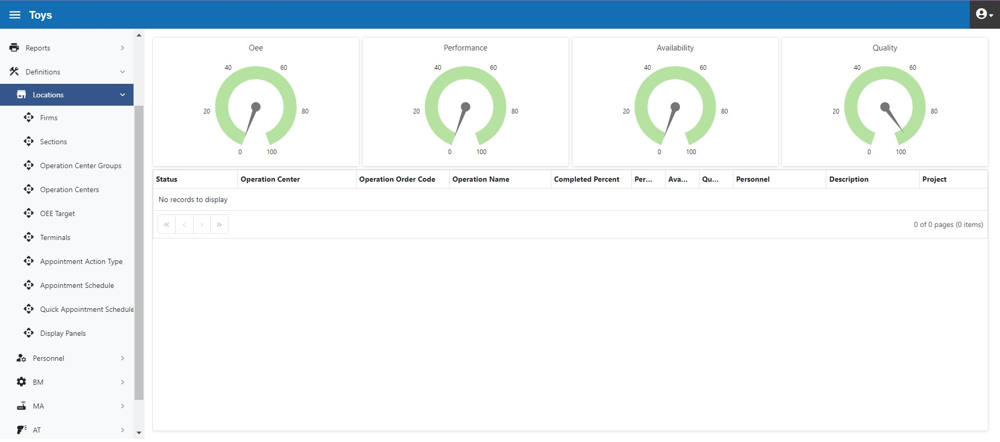 Toys
Reports
Definitions
Locations
Firms
Sections
Operation Center Groups
Operation Centers
OEE Target
Terminals
Appointment Action Type
Appointment Schedule
Quick Appointment Schedule
Display Panels
Personnel
BM
MA
AT
Oee
40 60
20 80
0 100
Performance
40 60
20 80
0 100
Availability
40 60
20 80
0 100
Quality
40 60
20 80
0 100
Status Operation Center Operation Order Code Operation Name Completed Percent Per... Ava... Qu... Personnel Description Project
No records to display
0 of 0 pages (0 items)